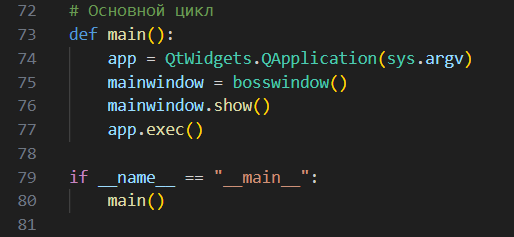 72 # Основной цикл
73 def main():
74     app = QtWidgets.QApplication(sys.argv)
75     mainwindow = bosswindow()
76     mainwindow.show()
77     app.exec()
78
79 if __name__ == "__main__":
80     main()
81